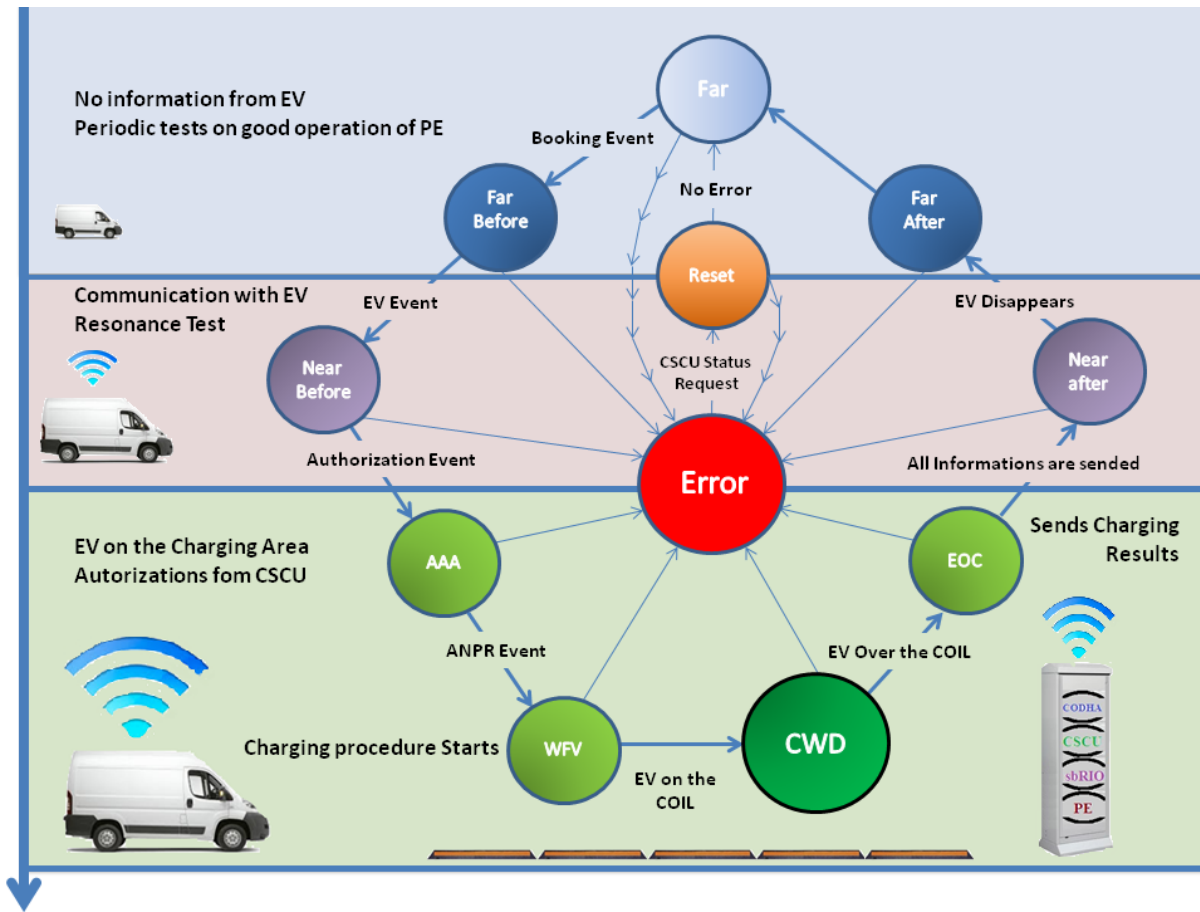 Far
No information from EV
Periodic tests on good operation of PE
Booking Event
Far
Before
No Error
Far
After
Reset
Communication with EV
Resonance Test
EV Event
EV Disappears
CSCU Status
Request
Near
Before
Near
after
Authorization Event
Error
All Informations are sended
EV on the Charging Area
Autorizations fom CSCU
AAA
EOC
Sends Charging
Results
ANPR Event
EV Over the COIL
Charging procedure Starts
WFV
CWD
EV on the
COIL
CODHA
CSCU
sbRIO
PE